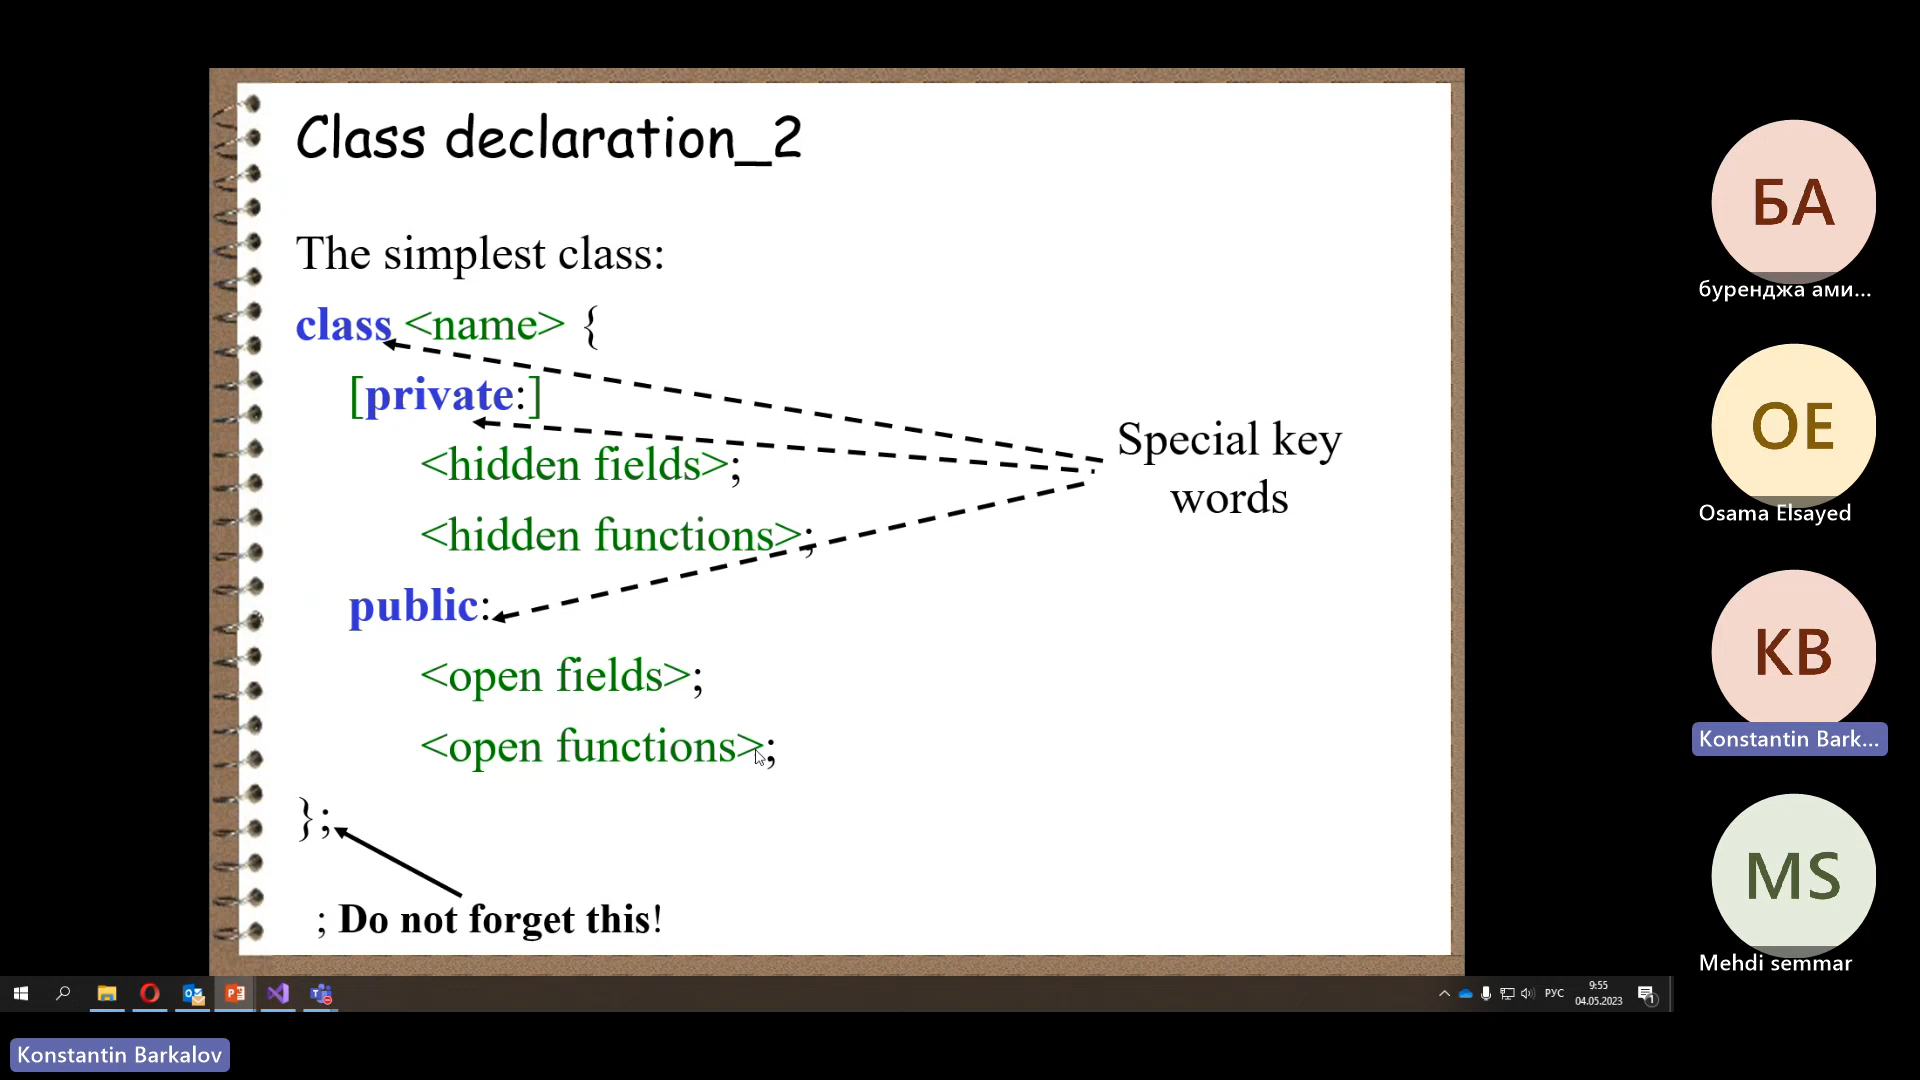 Class declaration_2
The simplest class:
class <name> {
[private:]
<hidden fields>;
<hidden functions>;
public:
<open fields>;
<open functions>;
};
; Do not forget this!
Special key
words
БА
буренджа ами...
OE
Osama Elsayed
KB
Konstantin Bark...
MS
Mehdi semmar
РУС
9:55
04.05.2023
1
Konstantin Barkalov